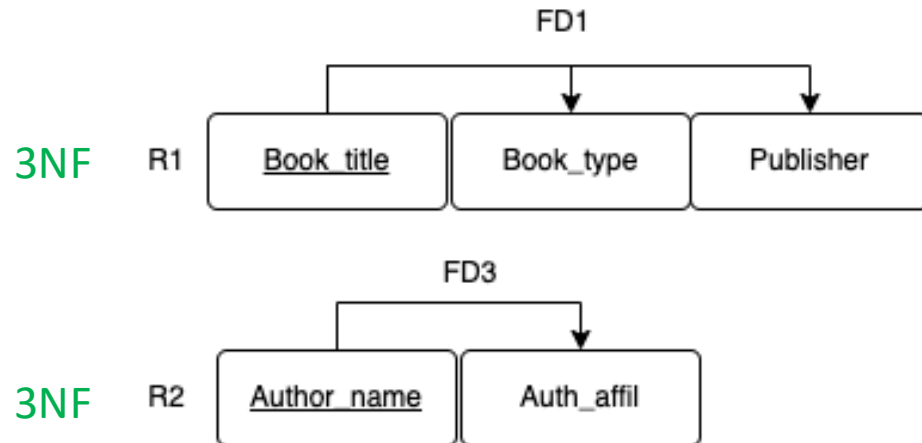 FD1
3NF R1 Book_title Book_type Publisher
FD3
3NF R2 Author_name Auth_affil